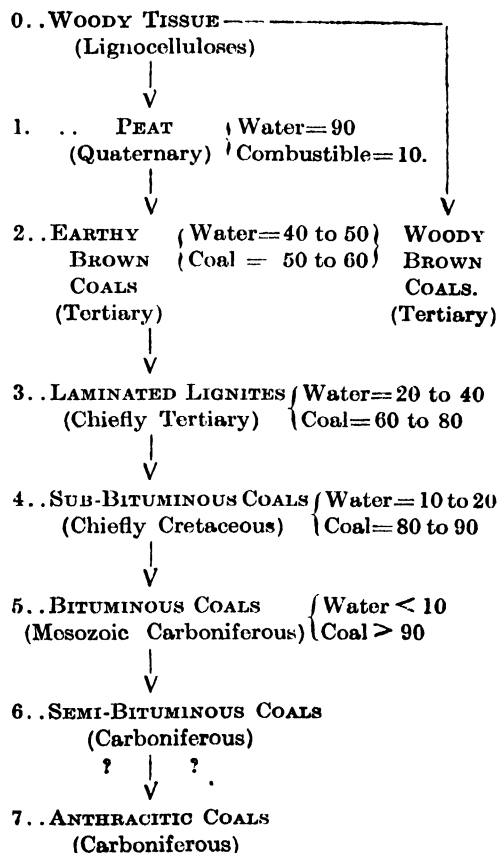 0..WOODY TISSUE
(Lignocelluloses)
1. .. PEAT Water=90
(Quaternary) Combustible=10.
2..EARTHY Water=40 to 50 WOODY
BROWN Coal = 50 to 60 BROWN
COALS COALS.
(Tertiary) (Tertiary)
3..LAMINATED LIGNITES Water=20 to 40
(Chiefly Tertiary) Coal=60 to 80
4..SUB-BITUMINOUS COALS Water=10 to 20
(Chiefly Cretaceous) Coal=80 to 90
5..BITUMINOUS COALS Water < 10
(Mesozoic Carboniferous) Coal > 90
6..SEMI-BITUMINOUS COALS
(Carboniferous)
? ?
7..ANTHRACITIC COALS
(Carboniferous)